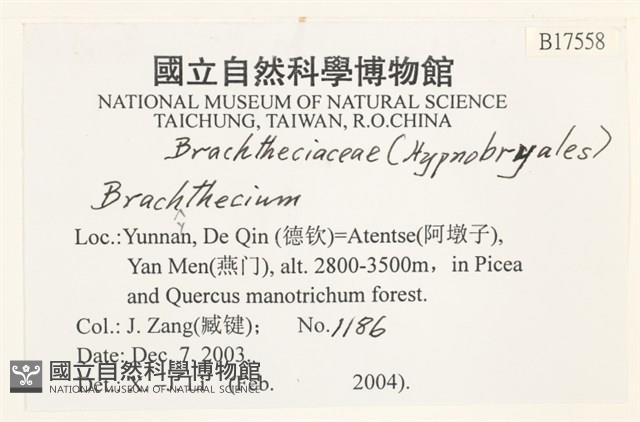 B17558
國立自然科學博物館
NATIONAL MUSEUM OF NATURAL SCIENCE
TAICHUNG, TAIWAN, R.O.CHINA
Brachtheciaceae (Hypnobryales)
Brachythecium
Loc.:Yunnan, De Qin (德钦)=Atentse(阿墩子),
Yan Men(燕门), alt. 2800-3500m, in Picea
and Quercus manotrichum forest.
Col.: J. Zang(臧键); No. 1186
Date: Dec. 7, 2003.
國立自然科學博物館
NATIONAL MUSEUM OF NATURAL SCIENCE
Det.: X. (Feb. 2004).